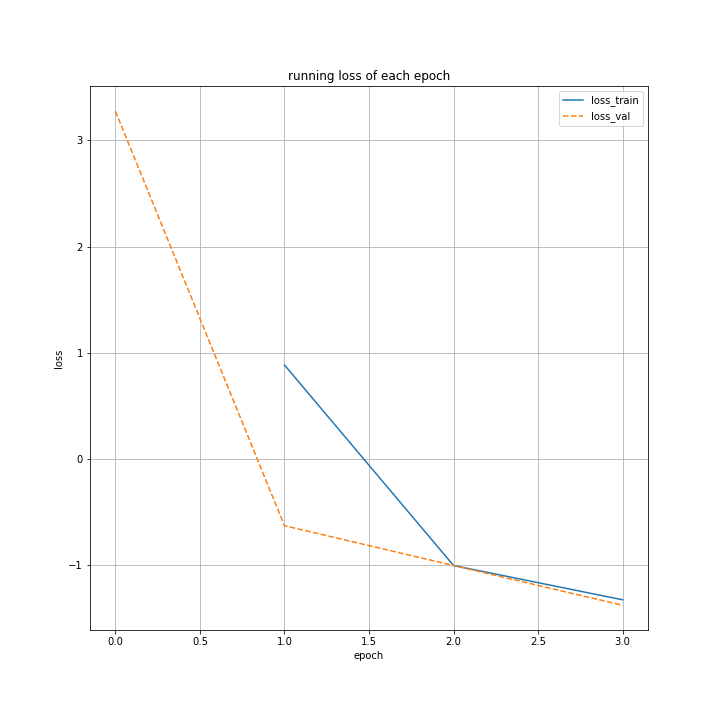 running loss of each epoch
loss_train
loss_val
3
2
1
0
−1
loss
0.0 0.5 1.0 1.5 2.0 2.5 3.0
epoch